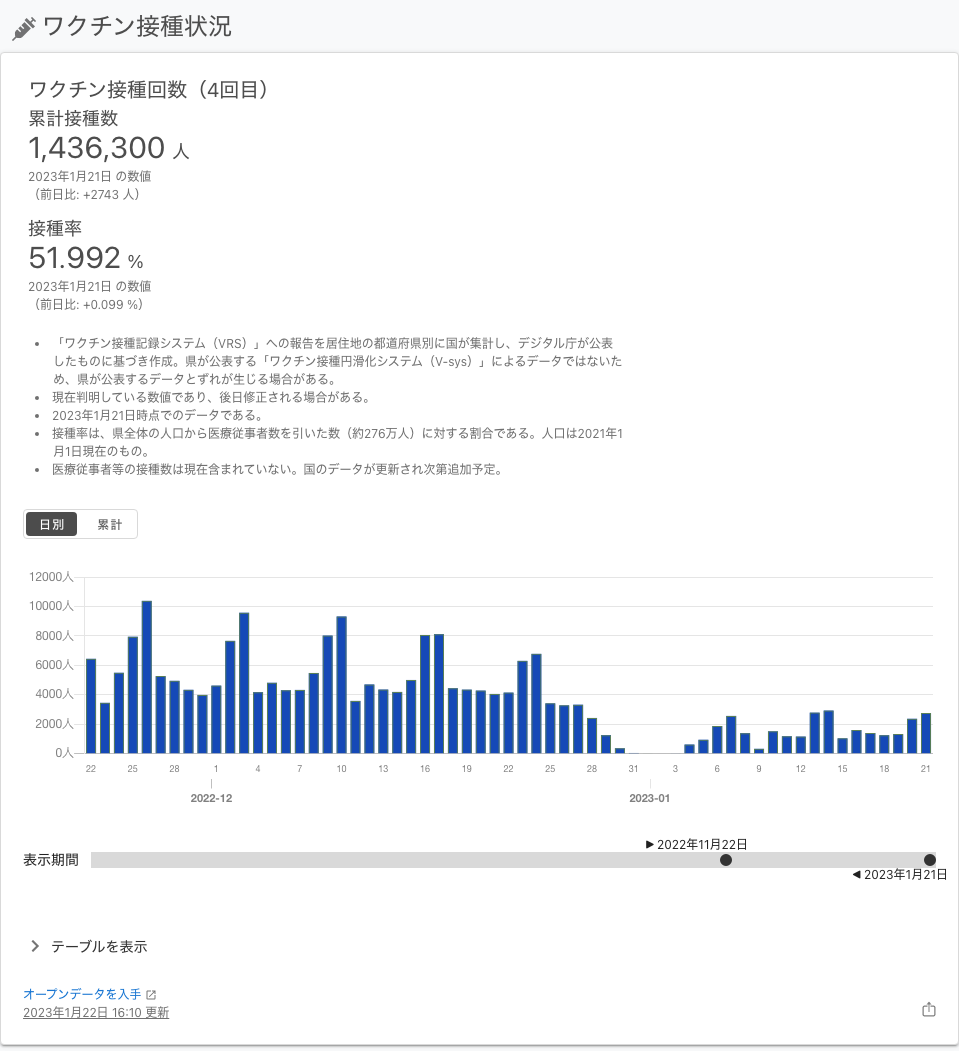 ワクチン接種状況
ワクチン接種回数（4回目）
累計接種数
1,436,300 人
2023年1月21日 の数値
（前日比: +2743 人）
接種率
51.992 %
2023年1月21日 の数値
（前日比: +0.099 %）
• 「ワクチン接種記録システム（VRS）」への報告を居住地の都道府県別に国が集計し、デジタル庁が公表
したものに基づき作成。県が公表する「ワクチン接種円滑化システム（V-sys）」によるデータではないた
め、県が公表するデータとずれが生じる場合がある。
• 現在判明している数値であり、後日修正される場合がある。
• 2023年1月21日時点でのデータである。
• 接種率は、県全体の人口から医療従事者数を引いた数（約276万人）に対する割合である。人口は2021年1
月1日現在のもの。
• 医療従事者等の接種数は現在含まれていない。国のデータが更新され次第追加予定。
日別 累計
12000人
10000人
8000人
6000人
4000人
2000人
0人
22 25 28 1 4 7 10 13 16 19 22 25 28 31 3 6 9 12 15 18 21
2022-12 2023-01
▶ 2022年11月22日
表示期間
◀ 2023年1月21日
テーブルを表示
オープンデータを入手
2023年1月22日 16:10 更新